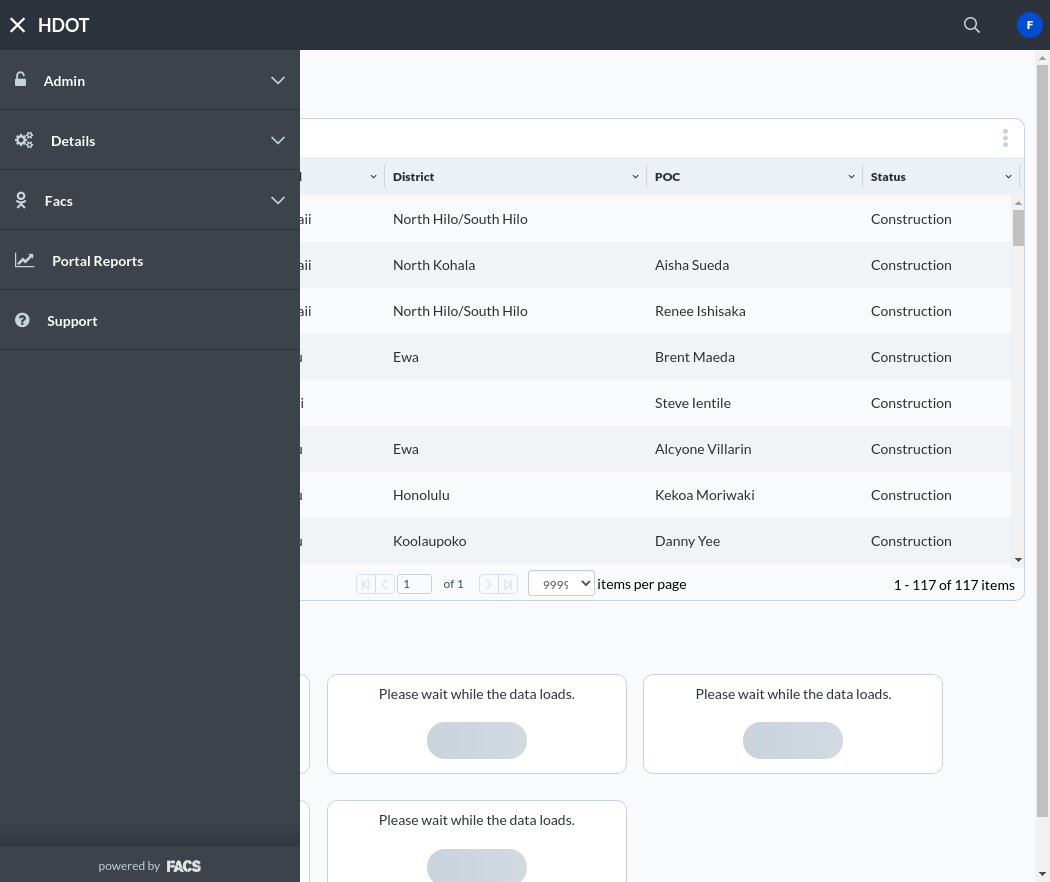 HDOT
F
Admin
Details
Facs
Portal Reports
Support
District POC Status
aii North Hilo/South Hilo Construction
aii North Kohala Aisha Sueda Construction
aii North Hilo/South Hilo Renee Ishisaka Construction
Ewa Brent Maeda Construction
i Steve Ientile Construction
Ewa Alcyone Villarin Construction
Honolulu Kekoa Moriwaki Construction
Koolaupoko Danny Yee Construction
1 of 1 9999 items per page 1 - 117 of 117 items
Please wait while the data loads. Please wait while the data loads.
Please wait while the data loads.
powered by FACS